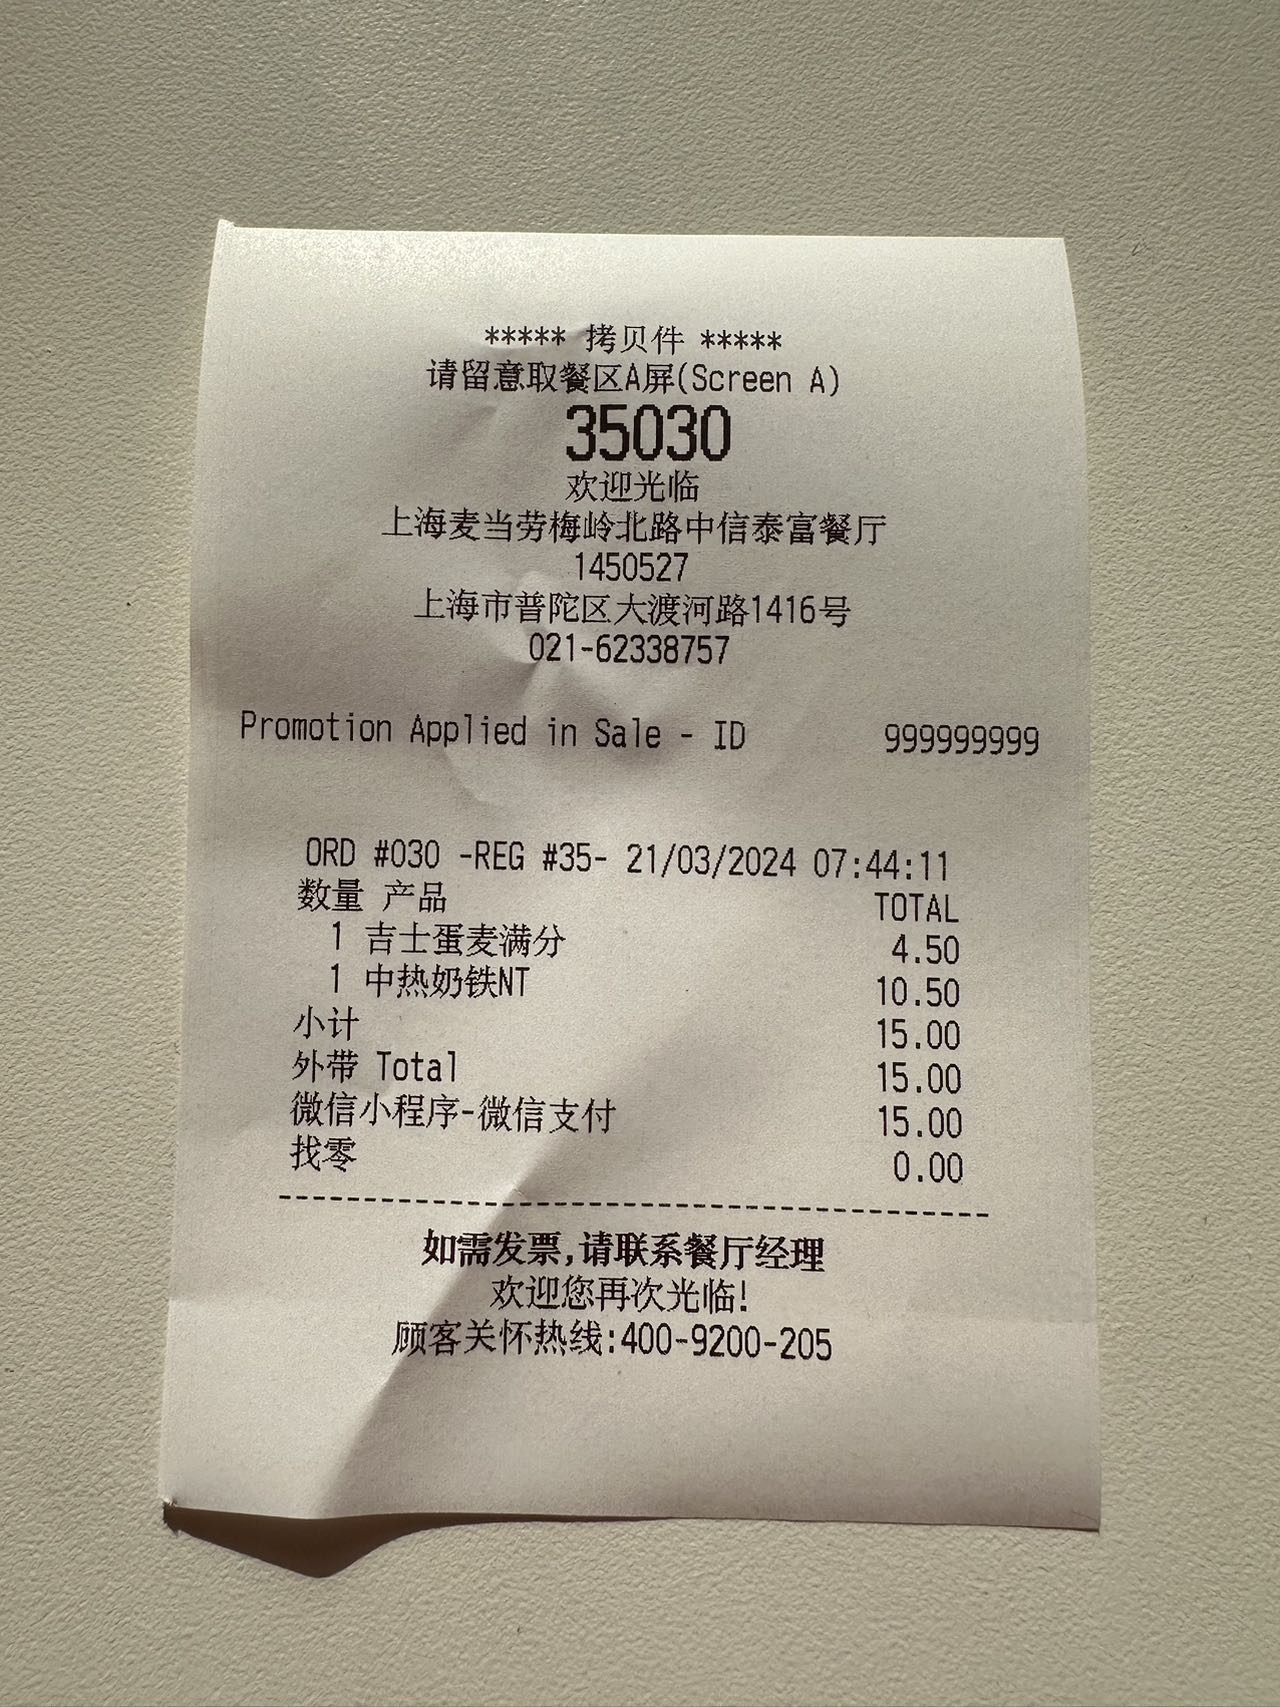 ***** 拷贝件 *****
请留意取餐区A屏(Screen A)
35030
欢迎光临
上海麦当劳梅岭北路中信泰富餐厅
1450527
上海市普陀区大渡河路1416号
021-62338757
Promotion Applied in Sale - ID 999999999
ORD #030 -REG #35- 21/03/2024 07:44:11
数量 产品 TOTAL
1 吉士蛋麦满分 4.50
1 中热奶铁NT 10.50
小计 15.00
外带 Total 15.00
微信小程序-微信支付 15.00
找零 0.00
--------------------------------------------
如需发票,请联系餐厅经理
欢迎您再次光临!
顾客关怀热线:400-9200-205